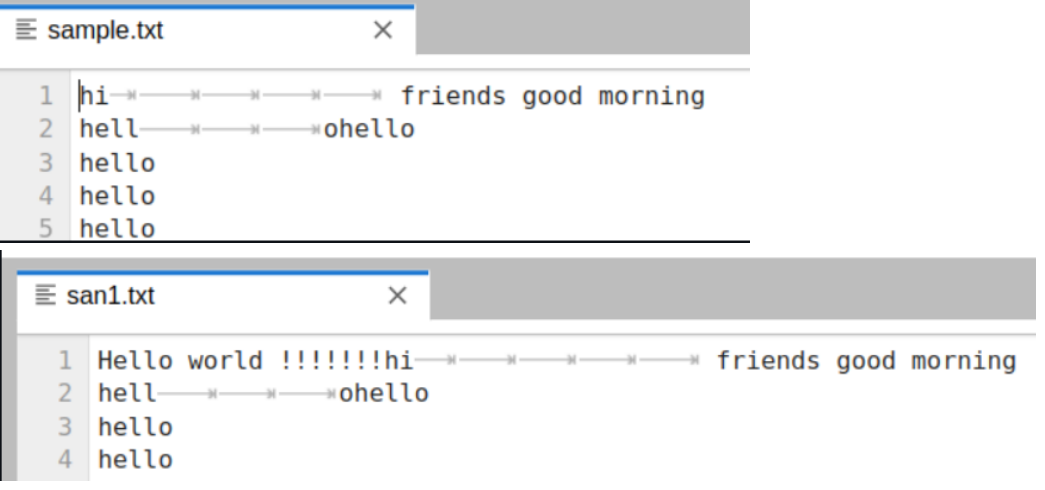 sample.txt
1 hi					 friends good morning
2 hell			ohello
3 hello
4 hello
5 hello
san1.txt
1 Hello world !!!!!!!hi					 friends good morning
2 hell			ohello
3 hello
4 hello